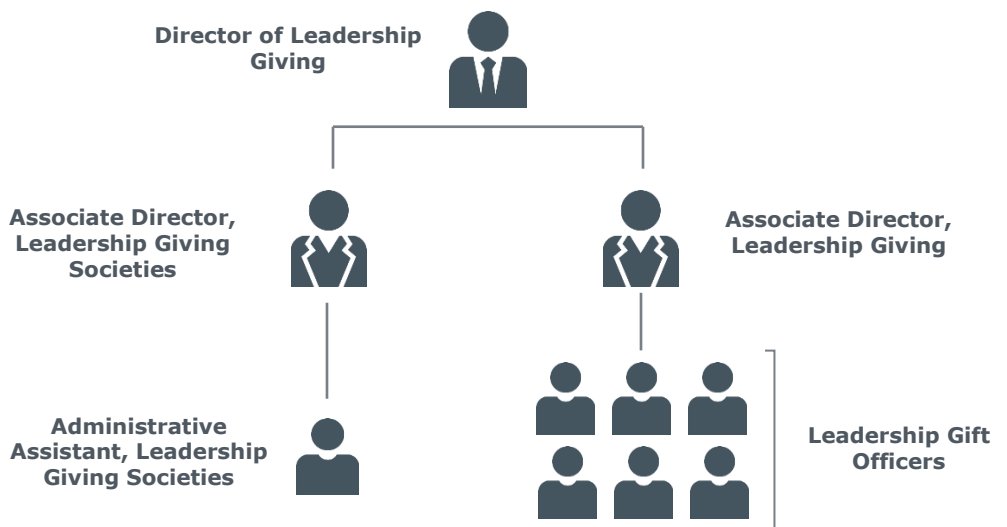 Director of Leadership
Giving
Associate Director,
Leadership Giving
Societies
Associate Director,
Leadership Giving
Administrative
Assistant, Leadership
Giving Societies
Leadership Gift
Officers